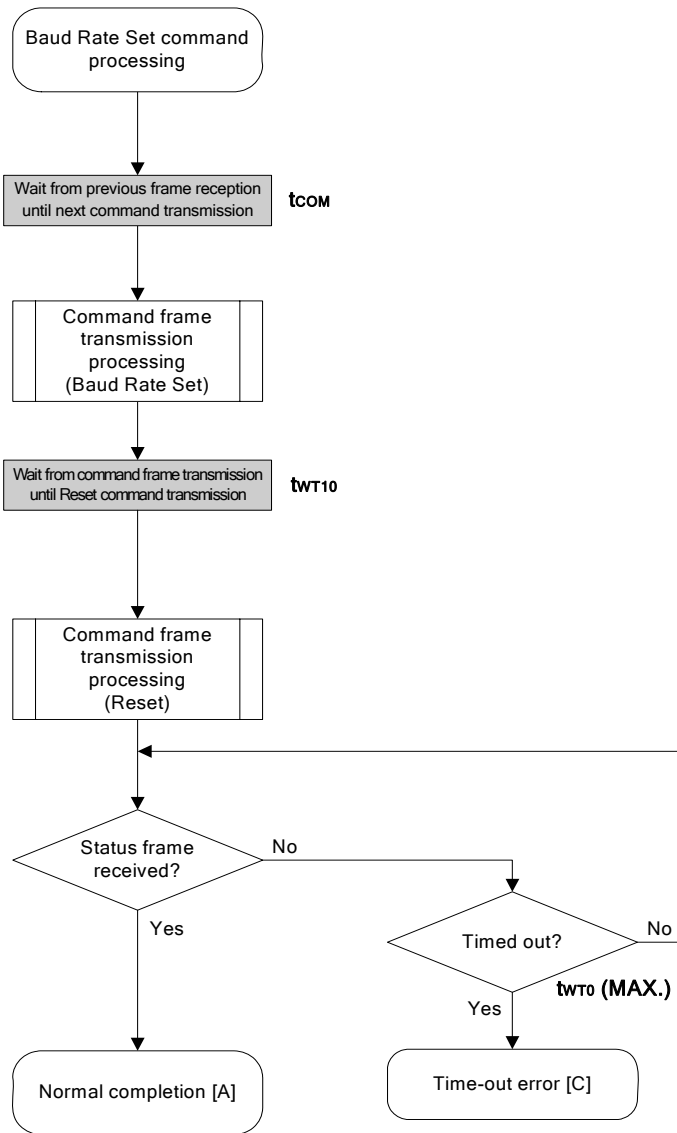 Baud Rate Set command
processing
Wait from previous frame reception
until next command transmission
tCOM
Command frame
transmission
processing
(Baud Rate Set)
Wait from command frame transmission
until Reset command transmission
tWT10
Command frame
transmission
processing
(Reset)
Status frame
received?
No
Yes
Timed out?
No
tWT0 (MAX.)
Yes
Normal completion [A]
Time-out error [C]